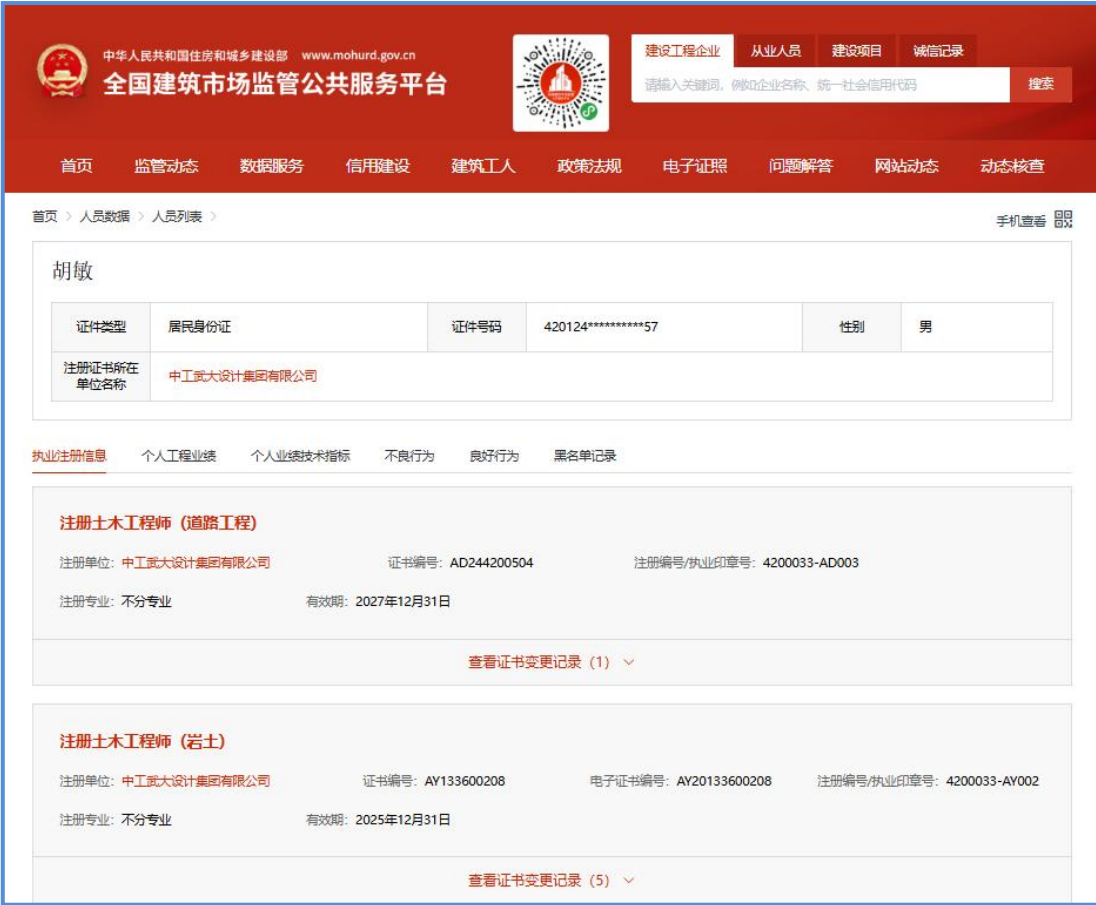 中华人民共和国住房和城乡建设部 www.mohurd.gov.cn
全国建筑市场监管公共服务平台
建设工程企业 从业人员 建设项目 诚信记录
请输入关键词，例如企业名称、统一社会信用代码 搜索
首页 监管动态 数据服务 信用建设 建筑工人 政策法规 电子证照 问题解答 网站动态 动态核查
首页 > 人员数据 > 人员列表 >
手机查看
胡敏
证件类型 居民身份证 证件号码 420124**********57 性别 男
注册证书所在
单位名称
中工武大设计集团有限公司
执业注册信息 个人工程业绩 个人业绩技术指标 不良行为 良好行为 黑名单记录
注册土木工程师（道路工程）
注册单位：中工武大设计集团有限公司 证书编号：AD244200504 注册编号/执业印章号：4200033-AD003
注册专业：不分专业 有效期：2027年12月31日
查看证书变更记录（1）
注册土木工程师（岩土）
注册单位：中工武大设计集团有限公司 证书编号：AY133600208 电子证书编号：AY20133600208 注册编号/执业印章号：4200033-AY002
注册专业：不分专业 有效期：2025年12月31日
查看证书变更记录（5）